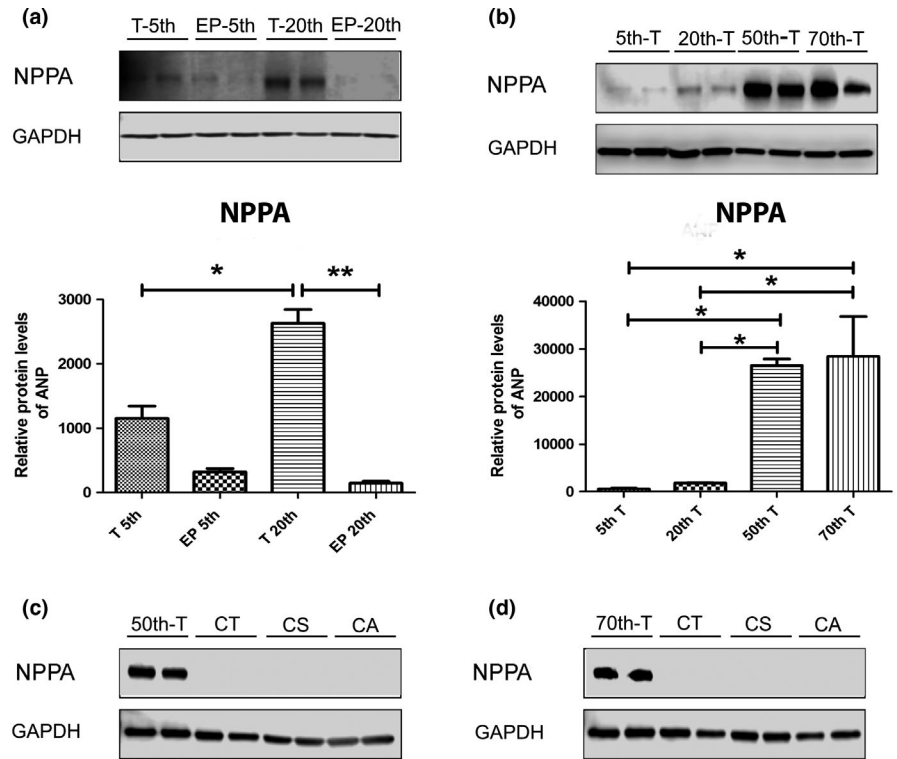 (a)
T-5th EP-5th T-20th EP-20th
NPPA
GAPDH
NPPA
* **
Relative protein levels
of ANP
3000
2000
1000
0
T 5th
EP 5th
T 20th
EP 20th
(b)
5th-T 20th-T 50th-T 70th-T
NPPA
GAPDH
NPPA
ANP
*
*
*
*
Relative protein levels
of ANP
40000
30000
20000
10000
0
5th T
20th T
50th T
70th T
(c)
50th-T CT CS CA
NPPA
GAPDH
(d)
70th-T CT CS CA
NPPA
GAPDH